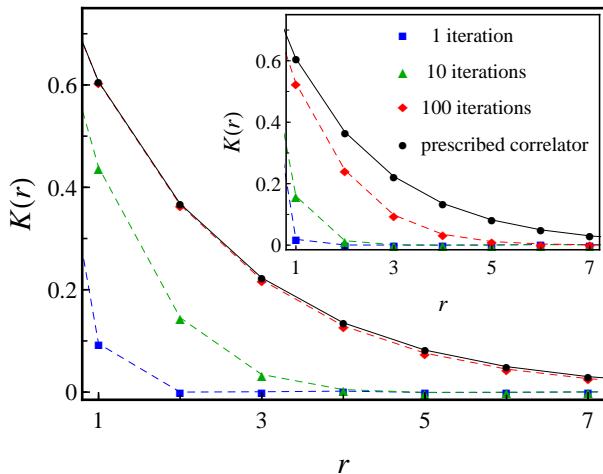 0.6
0.4
0.2
0
K(r)
1
3
5
7
r
0.6
0.4
0.2
0
K(r)
1
3
5
7
r
1 iteration
10 iterations
100 iterations
prescribed correlator